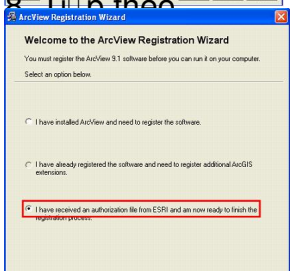 ArcView Registration Wizard
Welcome to the ArcView Registration Wizard
You must register the ArcView 9.1 software before you can run it on your computer.
Select an option below.
I have installed ArcView and need to register the software.
I have already registered the software and need to register additional ArcGIS
extensions.
I have received an authorization file from ESRI and am now ready to finish the
registration process.